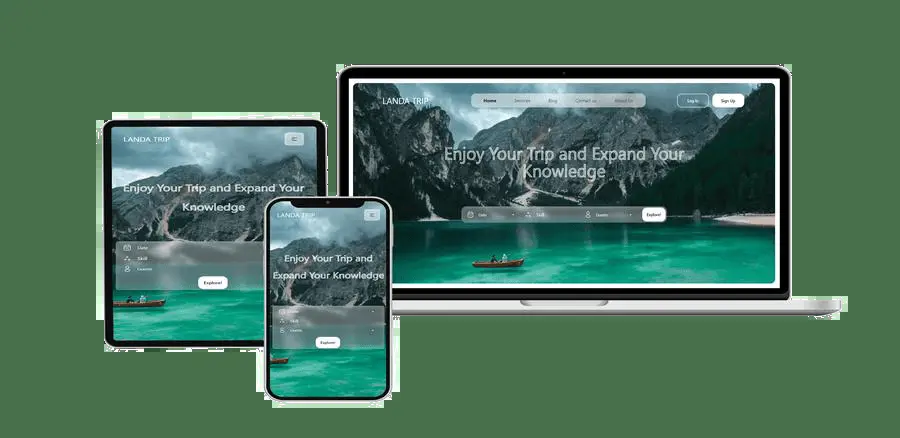 LANDA TRIP
Home Services Blog Contact us About Us
Log In Sign Up
Enjoy Your Trip and Expand Your
Knowledge
Date Skill Guests Explore!
LANDA TRIP
Enjoy Your Trip and Expand Your
Knowledge
Date
Skill
Guests
Explore!
LANDA TRIP
Enjoy Your Trip and
Expand Your Knowledge
Skill
Guests
Explore!